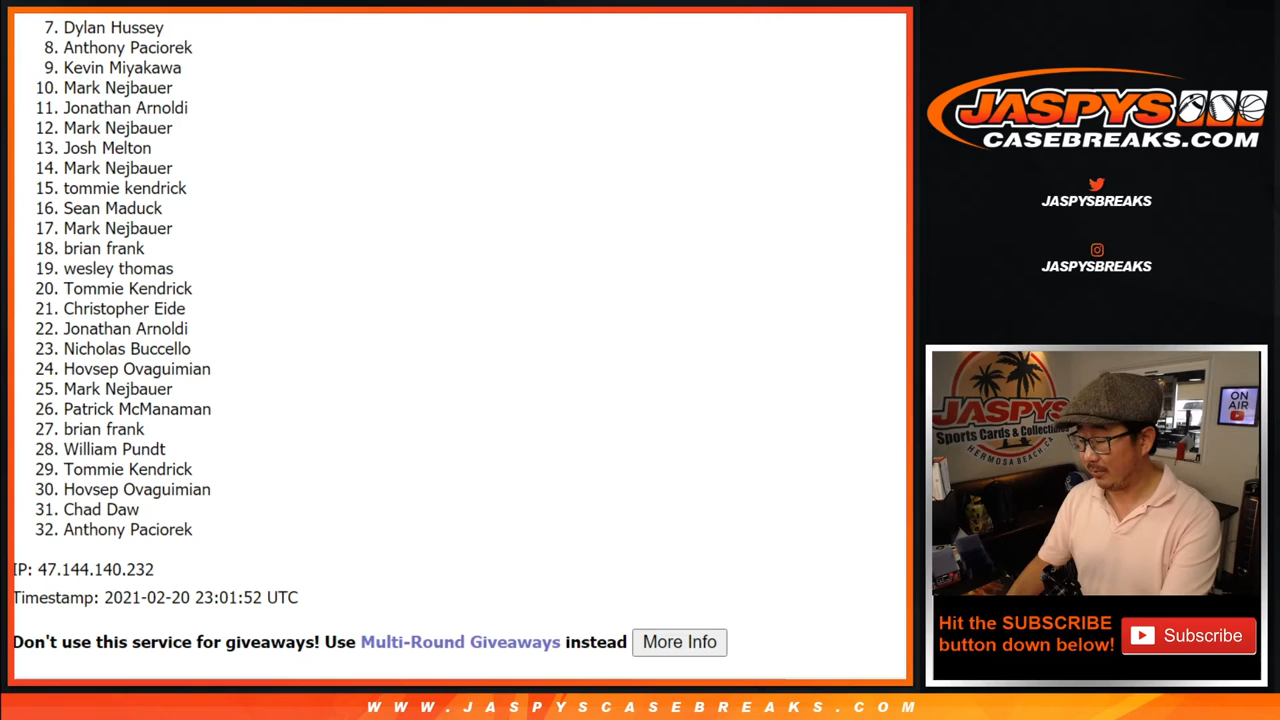 7. Dylan Hussey
8. Anthony Paciorek
9. Kevin Miyakawa
10. Mark Nejbauer
11. Jonathan Arnoldi
12. Mark Nejbauer
13. Josh Melton
14. Mark Nejbauer
15. tommie kendrick
16. Sean Maduck
17. Mark Nejbauer
18. brian frank
19. wesley thomas
20. Tommie Kendrick
21. Christopher Eide
22. Jonathan Arnoldi
23. Nicholas Buccello
24. Hovsep Ovaguimian
25. Mark Nejbauer
26. Patrick McManaman
27. brian frank
28. William Pundt
29. Tommie Kendrick
30. Hovsep Ovaguimian
31. Chad Daw
32. Anthony Paciorek
IP: 47.144.140.232
Timestamp: 2021-02-20 23:01:52 UTC
Don't use this service for giveaways! Use Multi-Round Giveaways instead More Info
JASPYS
CASEBREAKS.COM
JASPYSBREAKS
JASPYSBREAKS
JASPYS
Sports Cards & Collectibles
HERMOSA BEACH, CA
ON
AIR
Hit the SUBSCRIBE
button down below!
Subscribe
WWW.JASPYSCASEBREAKS.COM